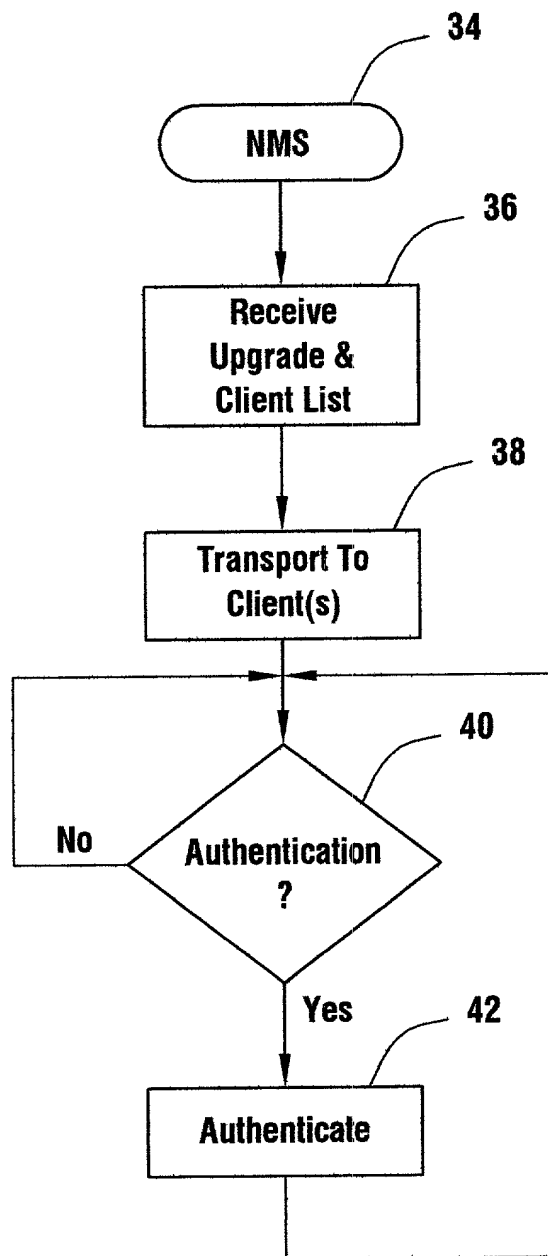 34
NMS
36
Receive
Upgrade &
Client List
38
Transport To
Client(s)
40
Authentication
?
No
Yes
42
Authenticate